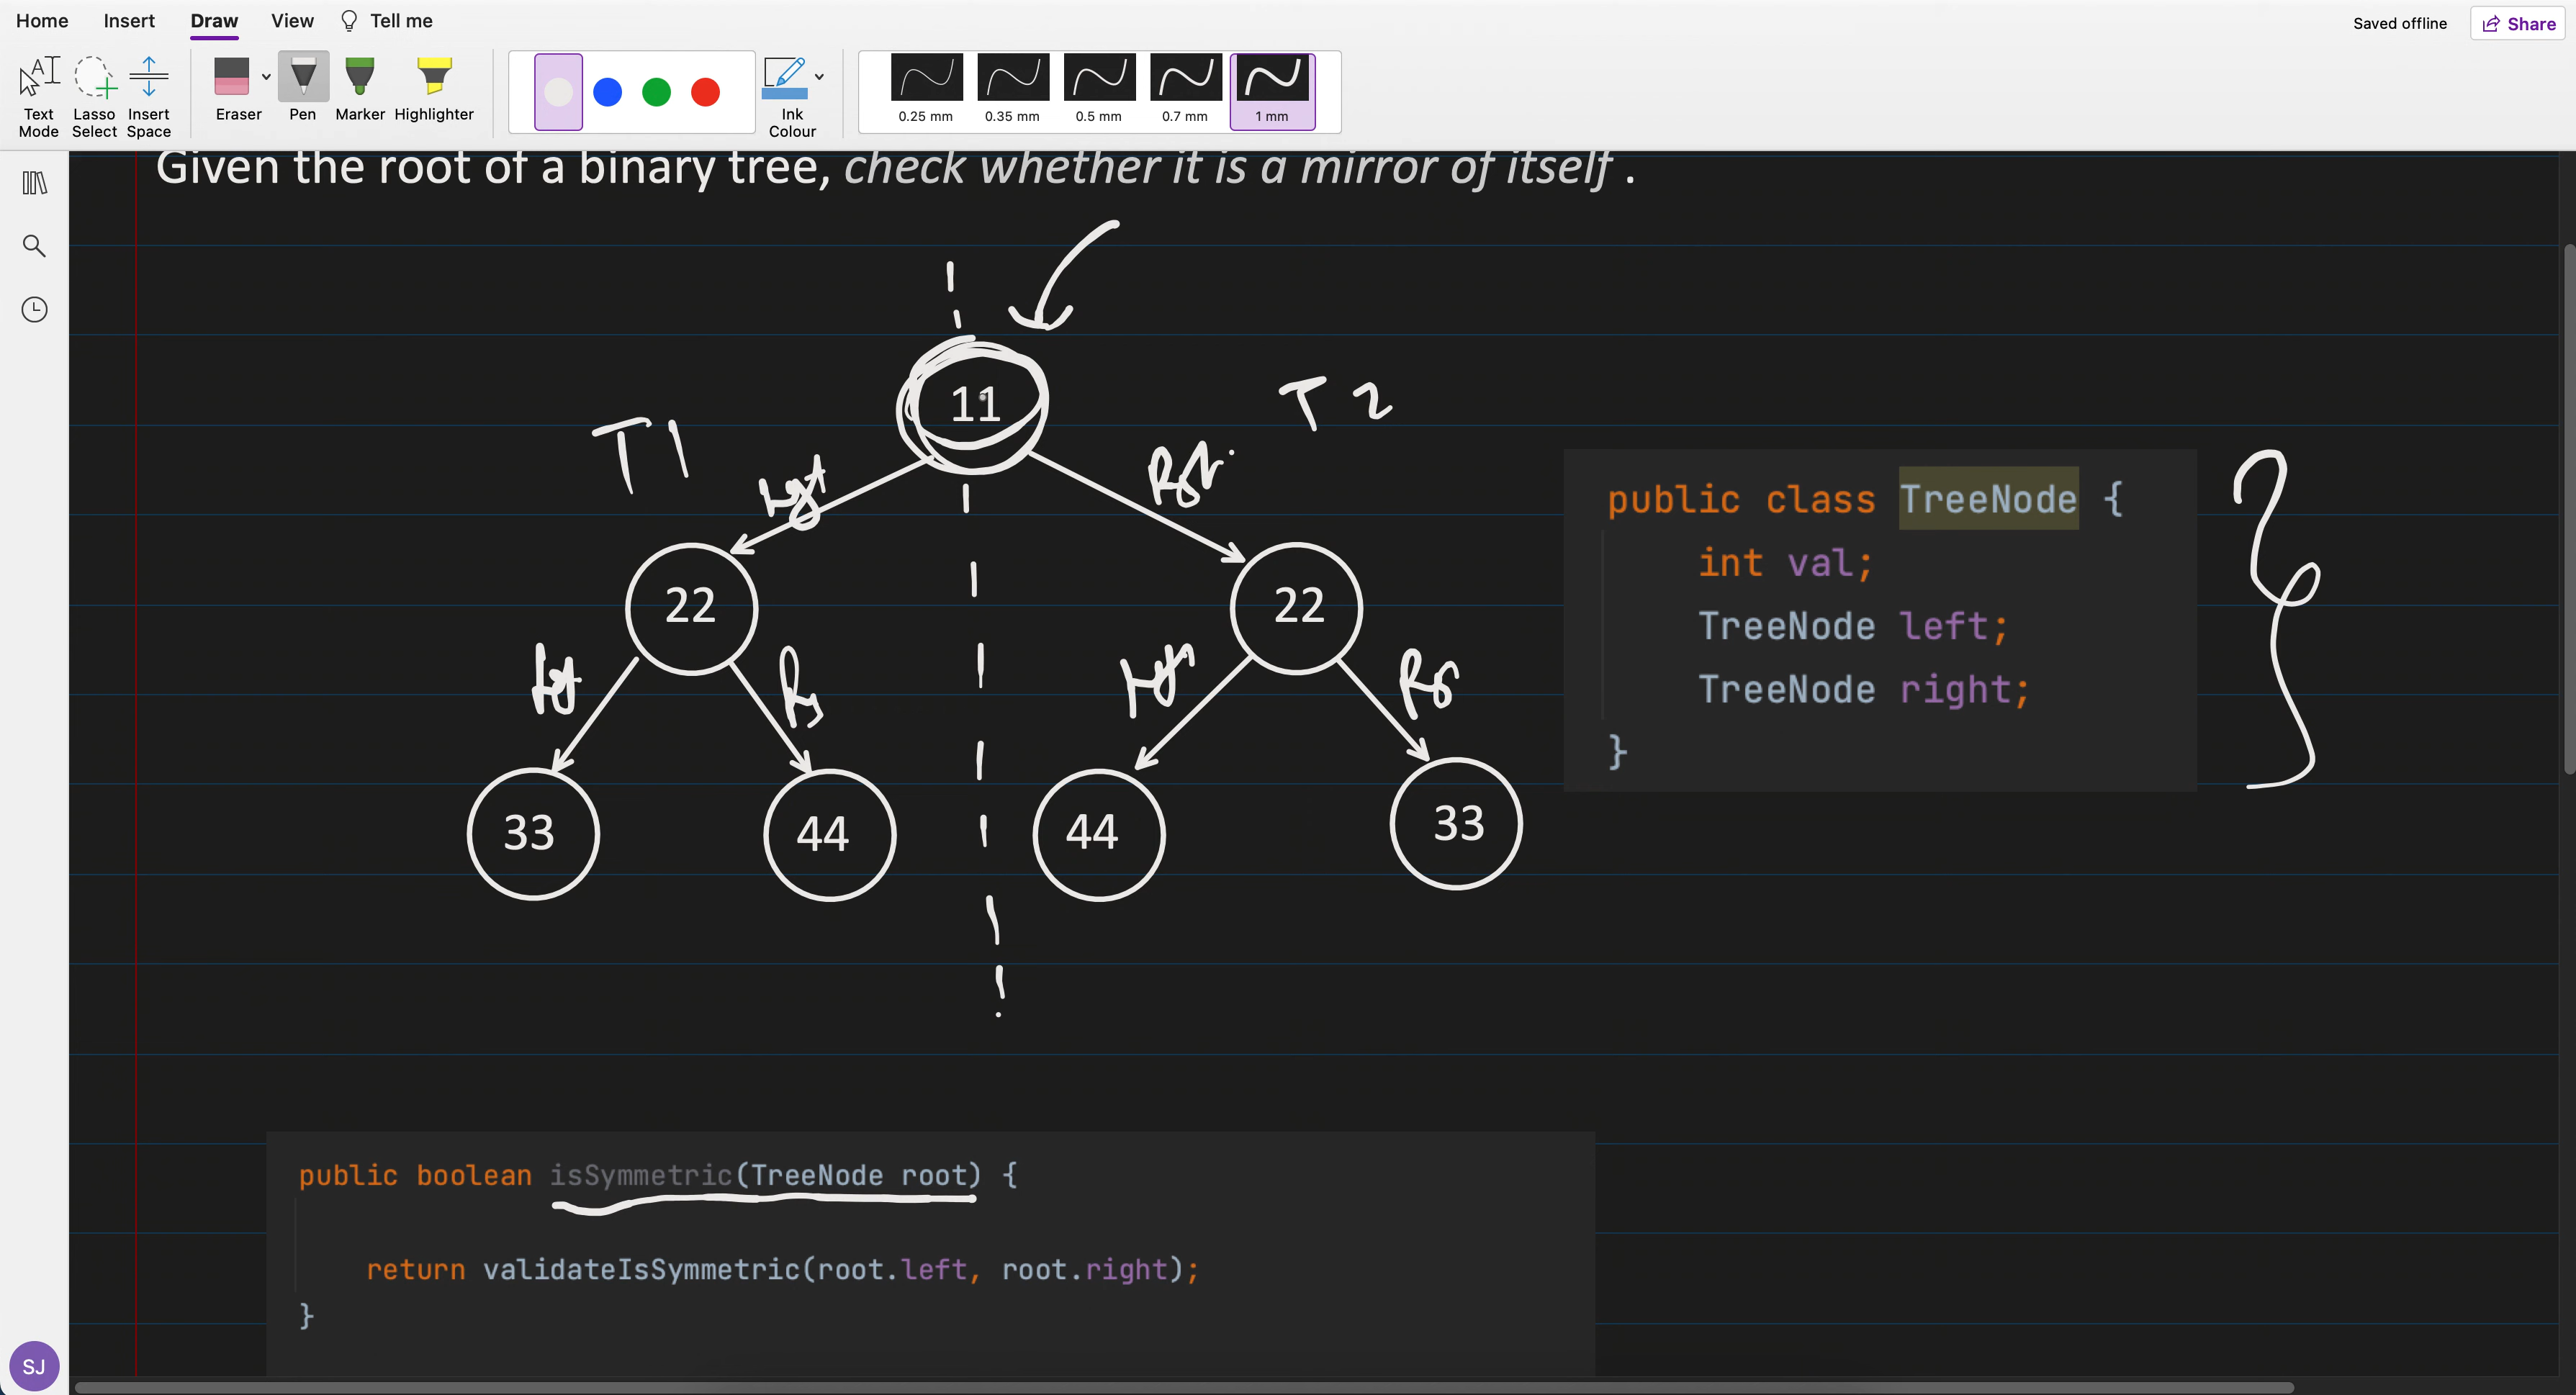 Home Insert Draw View Tell me Saved offline Share
Text Mode
Lasso Select
Insert Space
Eraser
Pen
Marker
Highlighter
Ink Colour
0.25 mm
0.35 mm
0.5 mm
0.7 mm
1 mm
Given the root of a binary tree, check whether it is a mirror of itself .
11
T1
T2
22
22
33
44
44
33
public class TreeNode {
int val;
TreeNode left;
TreeNode right;
}
public boolean isSymmetric(TreeNode root) {
return validateIsSymmetric(root.left, root.right);
}
SJ